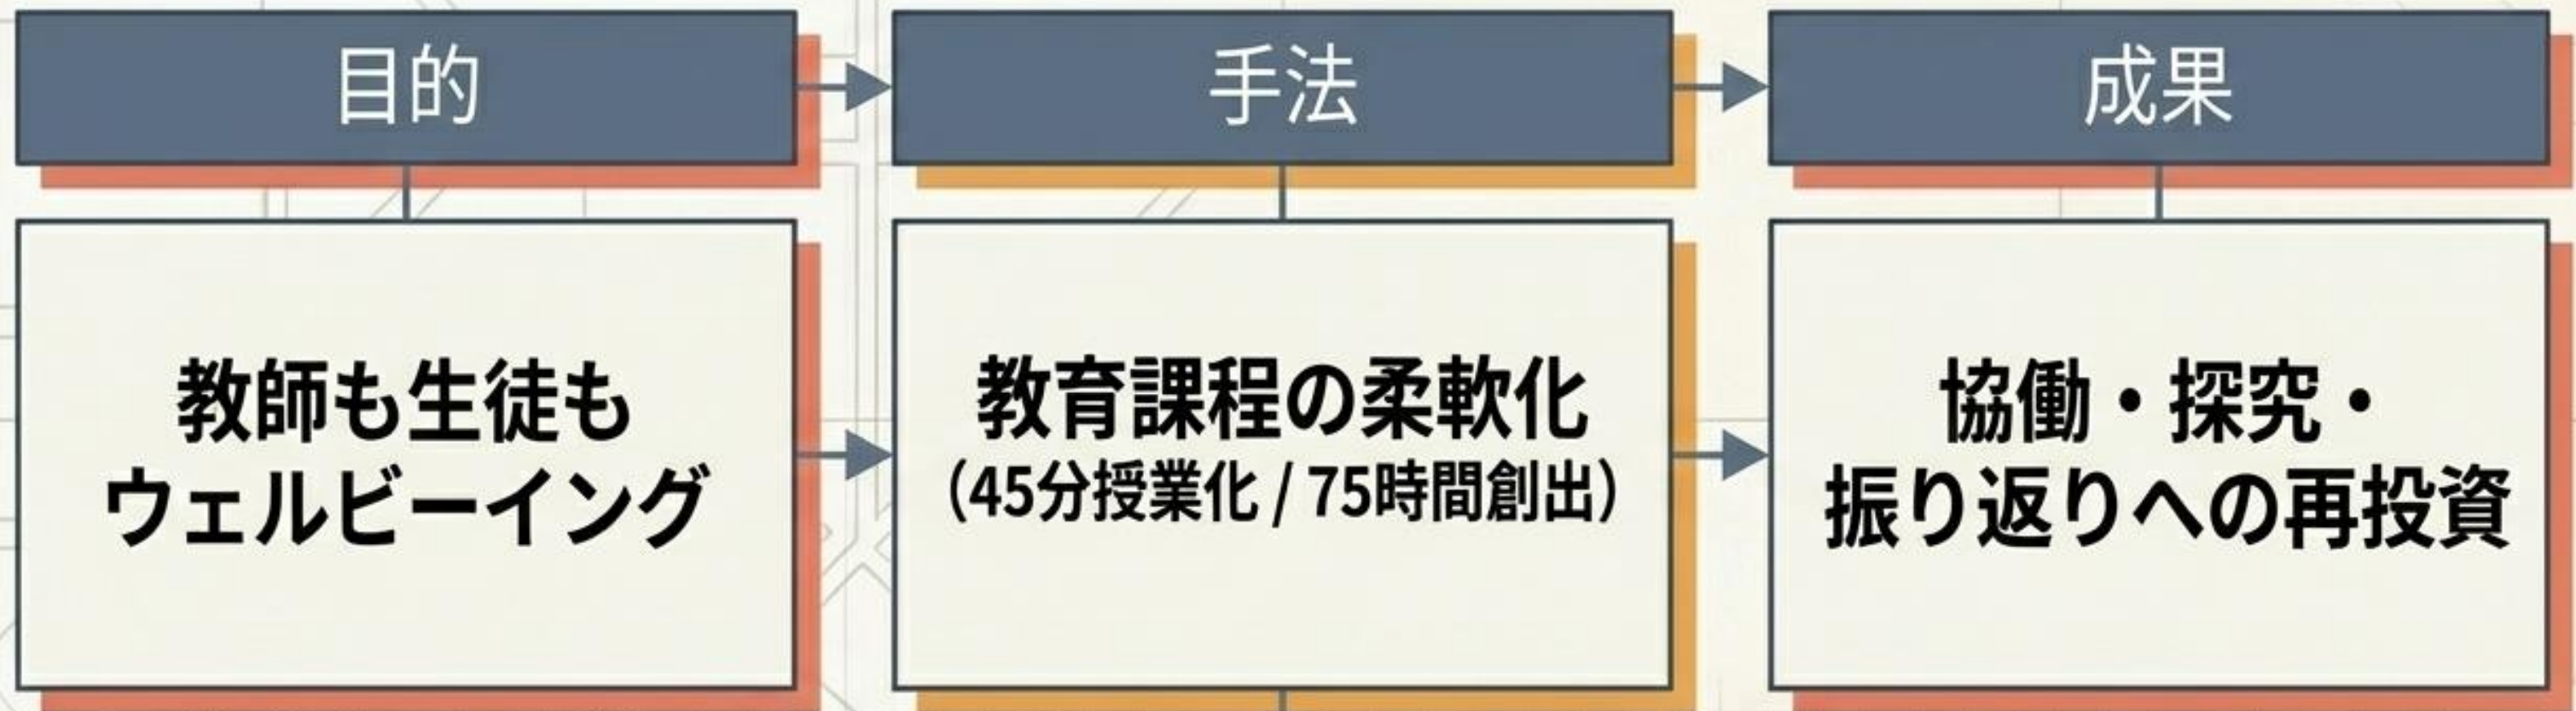 目的
手法
成果
教師も生徒も
ウェルビーイング
教育課程の柔軟化
(45分授業化 / 75時間創出)
協働・探究・
振り返りへの再投資